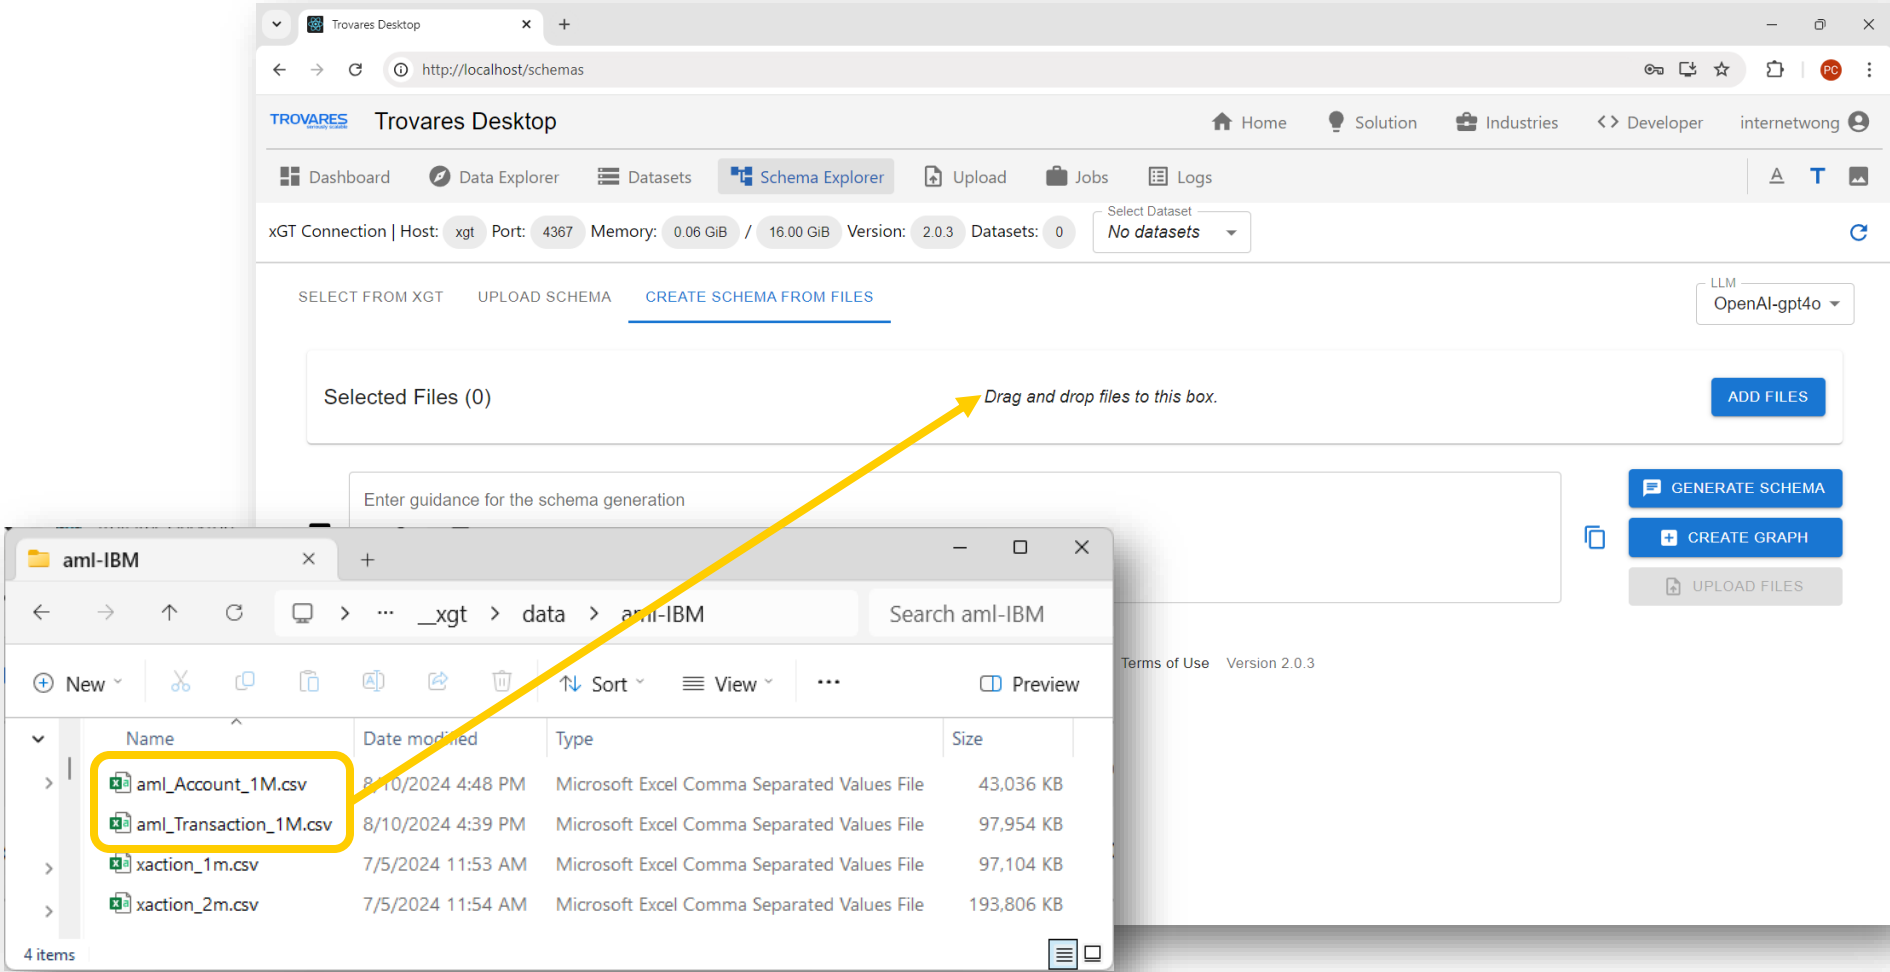 Trovares Desktop
http://localhost/schemas
PC
TROVARES
seriously scalable
Trovares Desktop
Home
Solution
Industries
Developer
internetwong
Dashboard
Data Explorer
Datasets
Schema Explorer
Upload
Jobs
Logs
xGT Connection | Host: xgt Port: 4367 Memory: 0.06 GiB / 16.00 GiB Version: 2.0.3 Datasets: 0
Select Dataset
No datasets
SELECT FROM XGT
UPLOAD SCHEMA
CREATE SCHEMA FROM FILES
LLM
OpenAI-gpt4o
Selected Files (0)
Drag and drop files to this box.
ADD FILES
Enter guidance for the schema generation
GENERATE SCHEMA
CREATE GRAPH
UPLOAD FILES
Terms of Use Version 2.0.3
aml-IBM
... __xgt > data > aml-IBM
Search aml-IBM
New
Sort
View
Preview
Name Date modified Type Size
aml_Account_1M.csv 8/10/2024 4:48 PM Microsoft Excel Comma Separated Values File 43,036 KB
aml_Transaction_1M.csv 8/10/2024 4:39 PM Microsoft Excel Comma Separated Values File 97,954 KB
xaction_1m.csv 7/5/2024 11:53 AM Microsoft Excel Comma Separated Values File 97,104 KB
xaction_2m.csv 7/5/2024 11:54 AM Microsoft Excel Comma Separated Values File 193,806 KB
4 items